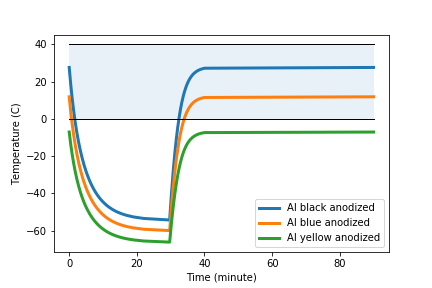 Temperature (C)
40
20
0
−20
−40
−60
0
20
40
60
80
Time (minute)
Al black anodized
Al blue anodized
Al yellow anodized